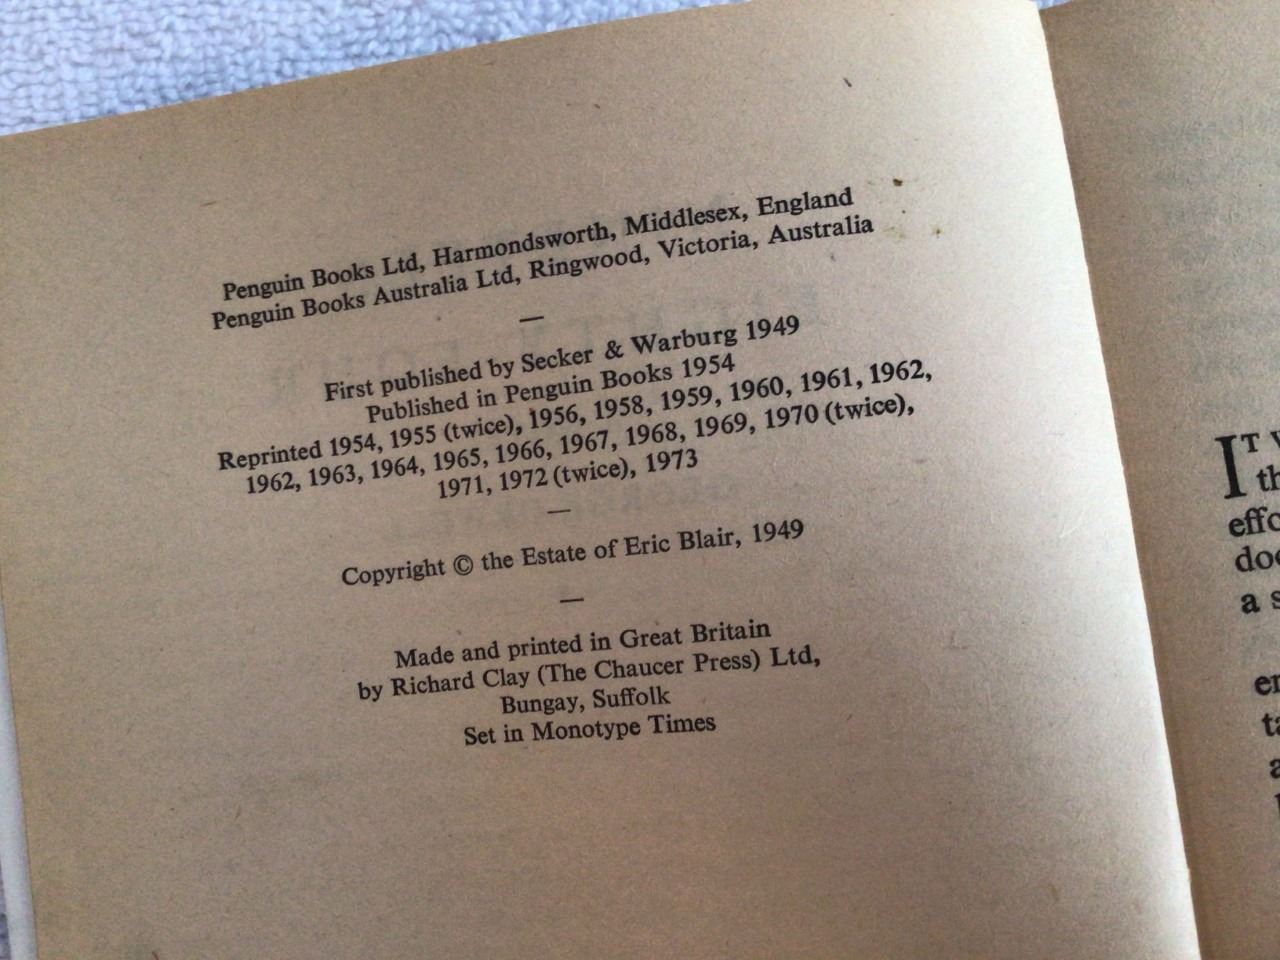 Penguin Books Ltd, Harmondsworth, Middlesex, England
Penguin Books Australia Ltd, Ringwood, Victoria, Australia
—
First published by Secker & Warburg 1949
Published in Penguin Books 1954
Reprinted 1954, 1955 (twice), 1956, 1958, 1959, 1960, 1961, 1962,
1962, 1963, 1964, 1965, 1966, 1967, 1968, 1969, 1970 (twice),
1971, 1972 (twice), 1973
—
Copyright © the Estate of Eric Blair, 1949
—
Made and printed in Great Britain
by Richard Clay (The Chaucer Press) Ltd,
Bungay, Suffolk
Set in Monotype Times
IT
a